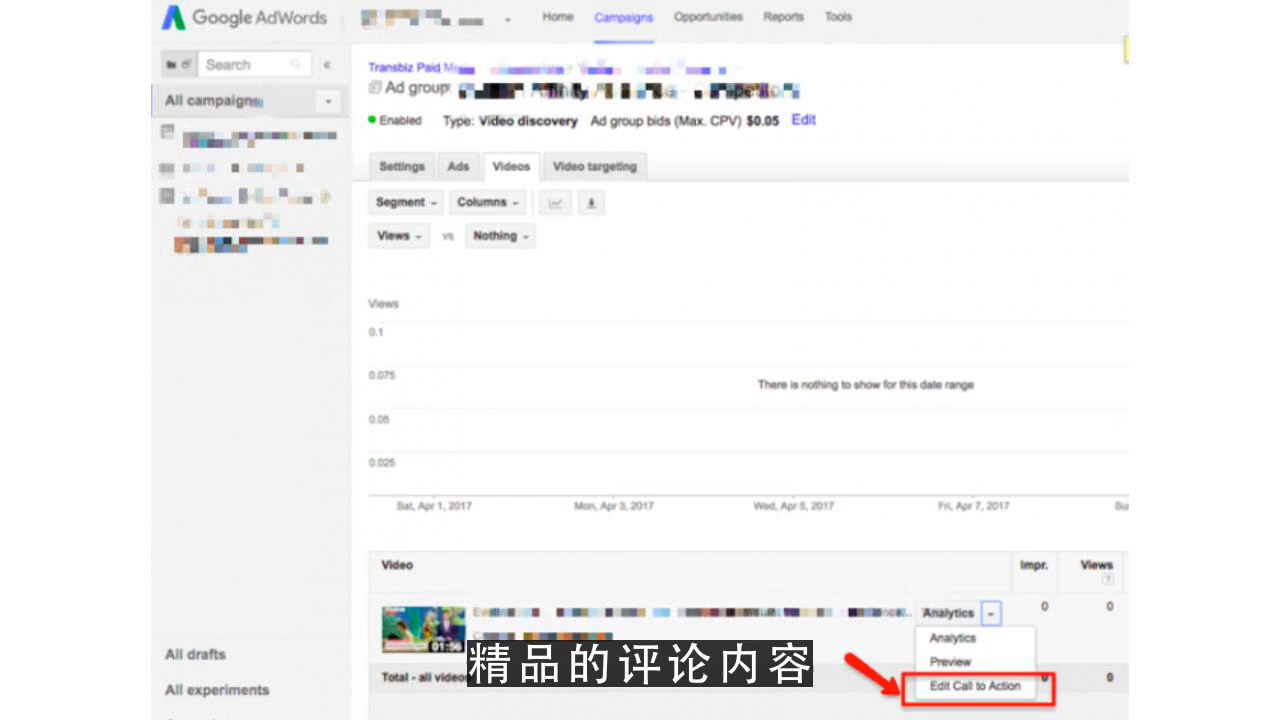 Google AdWords
Home Campaigns Opportunities Reports Tools
Search
«
Transbiz Paid
Ad group:
All campaigns
Enabled Type: Video discovery Ad group bids (Max. CPV) $0.05 Edit
Settings Ads Videos Video targeting
Segment Columns
Views vs Nothing
Views
0.1
0.075
There is nothing to show for this date range
0.05
0.025
Sat, Apr 1, 2017 Mon, Apr 3, 2017 Wed, Apr 5, 2017 Fri, Apr 7, 2017
Video Impr. Views
?
Analytics 0 0
01:56
Analytics
Preview
Edit Call to Action
Total - all video 0 0
精品的评论内容
All drafts
All experiments